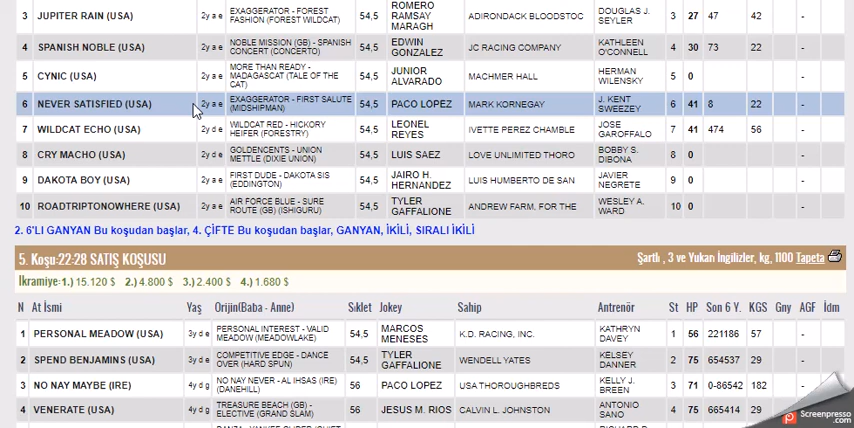 3 JUPITER RAIN (USA) 2y a e EXAGGERATOR - FOREST FASHION (FOREST WILDCAT) 54,5 ROMERO RAMSAY MARAGH ADIRONDACK BLOODSTOC DOUGLAS J. SEYLER 3 27 47 42 -
4 SPANISH NOBLE (USA) 2y a e NOBLE MISSION (GB) - SPANISH CONCERT (CONCERTO) 54,5 EDWIN GONZALEZ JC RACING COMPANY KATHLEEN O'CONNELL 4 30 73 22 -
5 CYNIC (USA) 2y a e MORE THAN READY - MADAGASCAT (TALE OF THE CAT) 54,5 JUNIOR ALVARADO MACHMER HALL HERMAN WILENSKY 5 0 -
6 NEVER SATISFIED (USA) 2y a e EXAGGERATOR - FIRST SALUTE (MIDSHIPMAN) 54,5 PACO LOPEZ MARK KORNEGAY J. KENT SWEEZEY 6 41 8 22 -
7 WILDCAT ECHO (USA) 2y d e WILDCAT RED - HICKORY HEIFER (FORESTRY) 54,5 LEONEL REYES IVETTE PEREZ CHAMBLE JOSE GAROFFALO 7 41 474 56 -
8 CRY MACHO (USA) 2y d e GOLDENCENTS - UNION METTLE (DIXIE UNION) 54,5 LUIS SAEZ LOVE UNLIMITED THORO BOBBY S. DIBONA 8 0 -
9 DAKOTA BOY (USA) 2y a e FIRST DUDE - DAKOTA SIS (EDDINGTON) 54,5 JAIRO H. HERNANDEZ LUIS HUMBERTO DE SAN JAVIER NEGRETE 9 0 -
10 ROADTRIPTONOWHERE (USA) 2y a e AIR FORCE BLUE - SURE ROUTE (GB) (ISHIGURU) 54,5 TYLER GAFFALIONE ANDREW FARM, FOR THE WESLEY A. WARD 10 0 -
2. 6'LI GANYAN Bu koşudan başlar, 4. ÇİFTE Bu koşudan başlar, GANYAN, İKİLİ, SIRALI İKİLİ
5. Koşu:22:28 SATIŞ KOŞUSU Şartlı , 3 ve Yukarı İngilizler, kg, 1100 Tapeta
İkramiye:1.) 15.120 $ 2.) 4.800 $ 3.) 2.400 $ 4.) 1.680 $
N At İsmi Yaş Orijin(Baba - Anne) Sıklet Jokey Sahip Antrenör St HP Son 6 Y. KGS Gny AGF İdm
1 PERSONAL MEADOW (USA) 3y d e PERSONAL INTEREST - VALID MEADOW (MEADOWLAKE) 54,5 MARCOS MENESES K.D. RACING, INC. KATHRYN DAVEY 1 56 221186 57 -
2 SPEND BENJAMINS (USA) 3y d e COMPETITIVE EDGE - DANCE OVER (HARD SPUN) 54,5 TYLER GAFFALIONE WENDELL YATES KELSEY DANNER 2 75 654537 29 -
3 NO NAY MAYBE (IRE) 4y d g NO NAY NEVER - AL IHSAS (IRE) (DANEHILL) 56 PACO LOPEZ USA THOROUGHBREDS KELLY J. BREEN 3 71 0-86542 182 -
4 VENERATE (USA) 4y d g TREASURE BEACH (GB) - ELECTIVE (GRAND SLAM) 56 JESUS M. RIOS CALVIN L. JOHNSTON ANTONIO SANO 4 75 665414 29 -
Screenpresso
Screenpresso.com